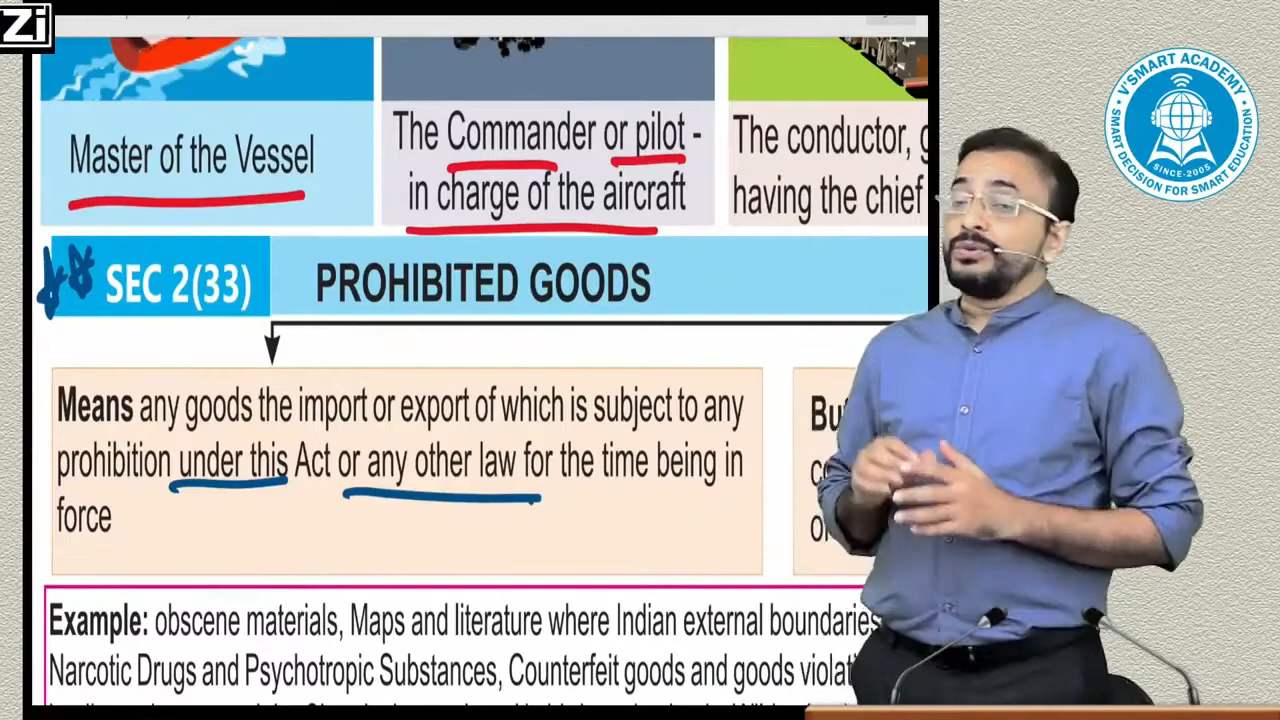 Zi
V'SMART ACADEMY
SINCE-2005
SMART DECISION FOR SMART EDUCATION
Master of the Vessel
The Commander or pilot -
in charge of the aircraft
The conductor, g
having the chief
SEC 2(33)
PROHIBITED GOODS
Means any goods the import or export of which is subject to any
prohibition under this Act or any other law for the time being in
force
Bu
Example: obscene materials, Maps and literature where Indian external boundaries
Narcotic Drugs and Psychotropic Substances, Counterfeit goods and goods violat